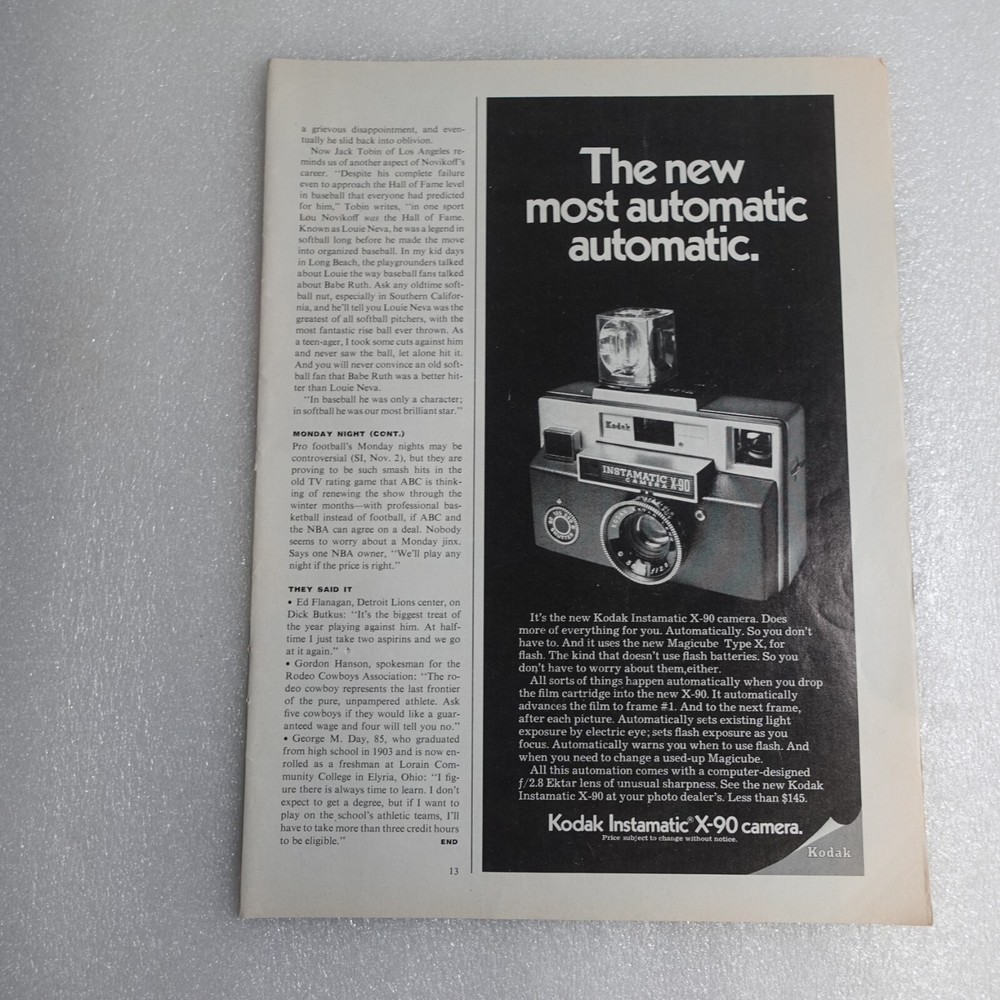 a grievous disappointment, and even-
tually he slid back into oblivion.
Now Jack Tobin of Los Angeles re-
minds us of another aspect of Novikoff's
career. "Despite his complete failure
even to approach the Hall of Fame level
in baseball that everyone had predicted
for him," Tobin writes, "in one sport
Lou Novikoff was the Hall of Fame.
Known as Louie Neva, he was a legend in
softball long before he made the move
into organized baseball. In my kid days
in Long Beach, the playgrounders talked
about Louie the way baseball fans talked
about Babe Ruth. Ask any oldtime soft-
ball nut, especially in Southern Califor-
nia, and he'll tell you Louie Neva was the
greatest of all softball pitchers, with the
most fantastic rise ball ever thrown. As
a teen-ager, I took some cuts against him
and never saw the ball, let alone hit it.
And you will never convince an old soft-
ball fan that Babe Ruth was a better hit-
ter than Louie Neva.
"In baseball he was only a character;
in softball he was our most brilliant star."
MONDAY NIGHT (CONT.)
Pro football's Monday nights may be
controversial (SI, Nov. 2), but they are
proving to be such smash hits in the
old TV rating game that ABC is think-
ing of renewing the show through the
winter months—with professional bas-
ketball instead of football, if ABC and
the NBA can agree on a deal. Nobody
seems to worry about a Monday jinx.
Says one NBA owner, "We'll play any
night if the price is right."
THEY SAID IT
• Ed Flanagan, Detroit Lions center, on
Dick Butkus: "It's the biggest treat of
the year playing against him. At half-
time I just take two aspirins and we go
at it again."
• Gordon Hanson, spokesman for the
Rodeo Cowboys Association: "The ro-
deo cowboy represents the last frontier
of the pure, unpampered athlete. Ask
five cowboys if they would like a guar-
anteed wage and four will tell you no."
• George M. Day, 85, who graduated
from high school in 1903 and is now en-
rolled as a freshman at Lorain Com-
munity College in Elyria, Ohio: "I fig-
ure there is always time to learn. I don't
expect to get a degree, but if I want to
play on the school's athletic teams, I'll
have to take more than three credit hours
to be eligible." END
13
The new
most automatic
automatic.
Kodak
INSTAMATIC X-90
CAMERA
It's the new Kodak Instamatic X-90 camera. Does
more of everything for you. Automatically. So you don't
have to. And it uses the new Magicube Type X, for
flash. The kind that doesn't use flash batteries. So you
don't have to worry about them, either.
All sorts of things happen automatically when you drop
the film cartridge into the new X-90. It automatically
advances the film to frame #1. And to the next frame,
after each picture. Automatically sets existing light
exposure by electric eye; sets flash exposure as you
focus. Automatically warns you when to use flash. And
when you need to change a used-up Magicube.
All this automation comes with a computer-designed
ƒ/2.8 Ektar lens of unusual sharpness. See the new Kodak
Instamatic X-90 at your photo dealer's. Less than $145.
Kodak Instamatic® X-90 camera.
Price subject to change without notice.
Kodak